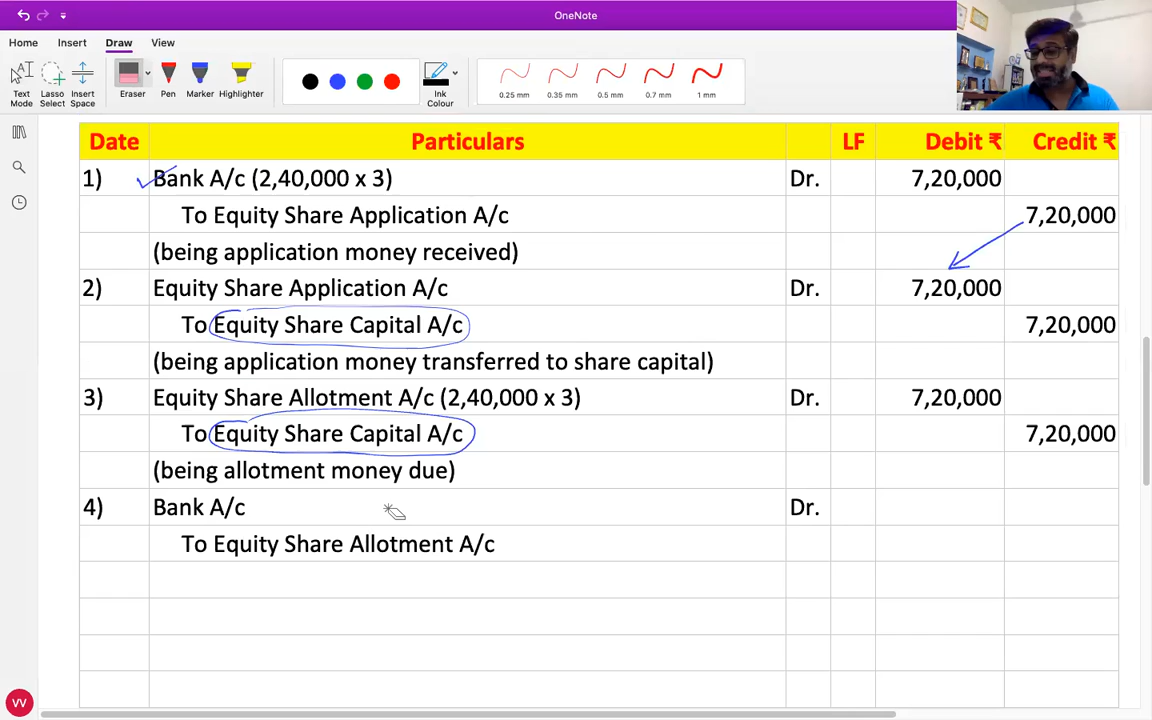 OneNote
Home Insert Draw View
Text Mode
Lasso Select
Insert Space
Eraser
Pen
Marker
Highlighter
Ink Colour
0.25 mm 0.35 mm 0.5 mm 0.7 mm 1 mm
Date Particulars LF Debit ₹ Credit ₹
1) Bank A/c (2,40,000 x 3) Dr. 7,20,000
To Equity Share Application A/c 7,20,000
(being application money received)
2) Equity Share Application A/c Dr. 7,20,000
To Equity Share Capital A/c 7,20,000
(being application money transferred to share capital)
3) Equity Share Allotment A/c (2,40,000 x 3) Dr. 7,20,000
To Equity Share Capital A/c 7,20,000
(being allotment money due)
4) Bank A/c Dr.
To Equity Share Allotment A/c
VV